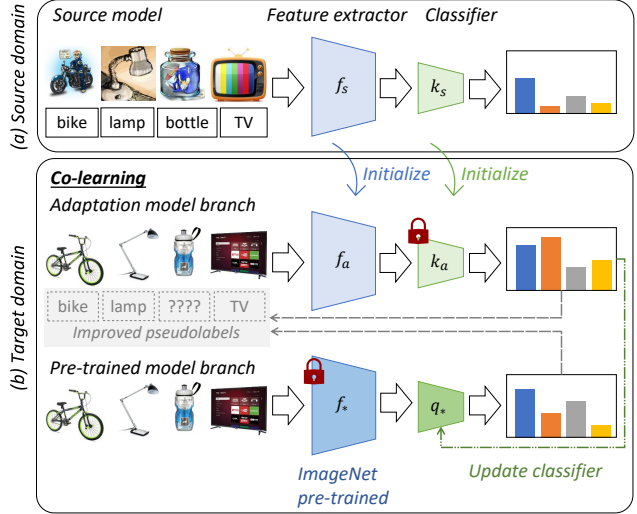 (a) Source domain
Source model
Feature extractor
Classifier
f_s
k_s
bike
lamp
bottle
TV
Initialize
Initialize
(b) Target domain
Co-learning
Adaptation model branch
f_a
k_a
bike
lamp
????
TV
Improved pseudolabels
Pre-trained model branch
f_*
q_*
ImageNet
pre-trained
Update classifier